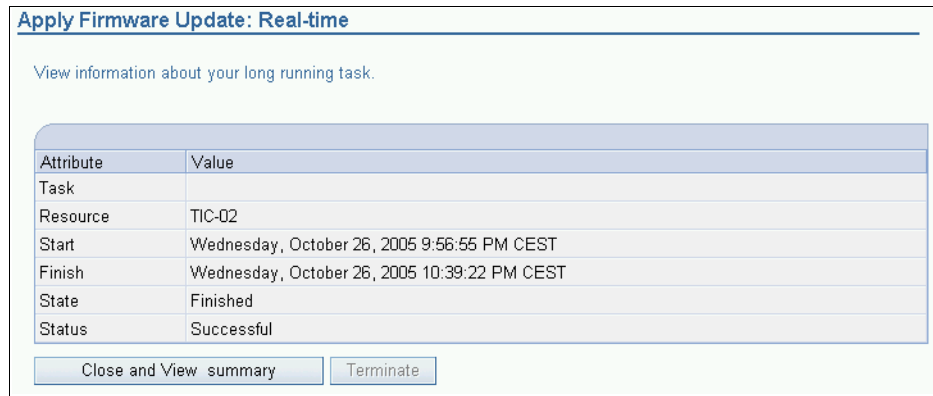 Apply Firmware Update: Real-time
View information about your long running task.
Attribute Value
Task
Resource TIC-02
Start Wednesday, October 26, 2005 9:56:55 PM CEST
Finish Wednesday, October 26, 2005 10:39:22 PM CEST
State Finished
Status Successful
Close and View summary Terminate